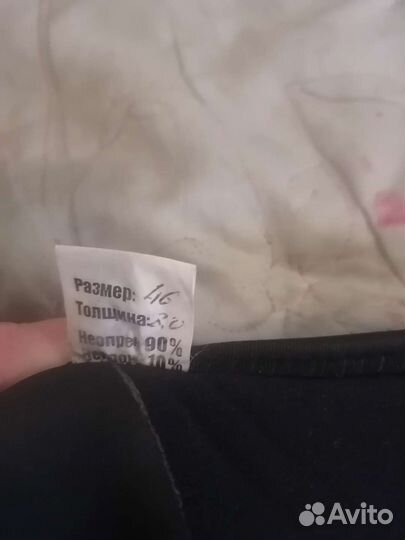 Размер: 46
Толщина: 3.0
Неопрен 90%
10%
Avito